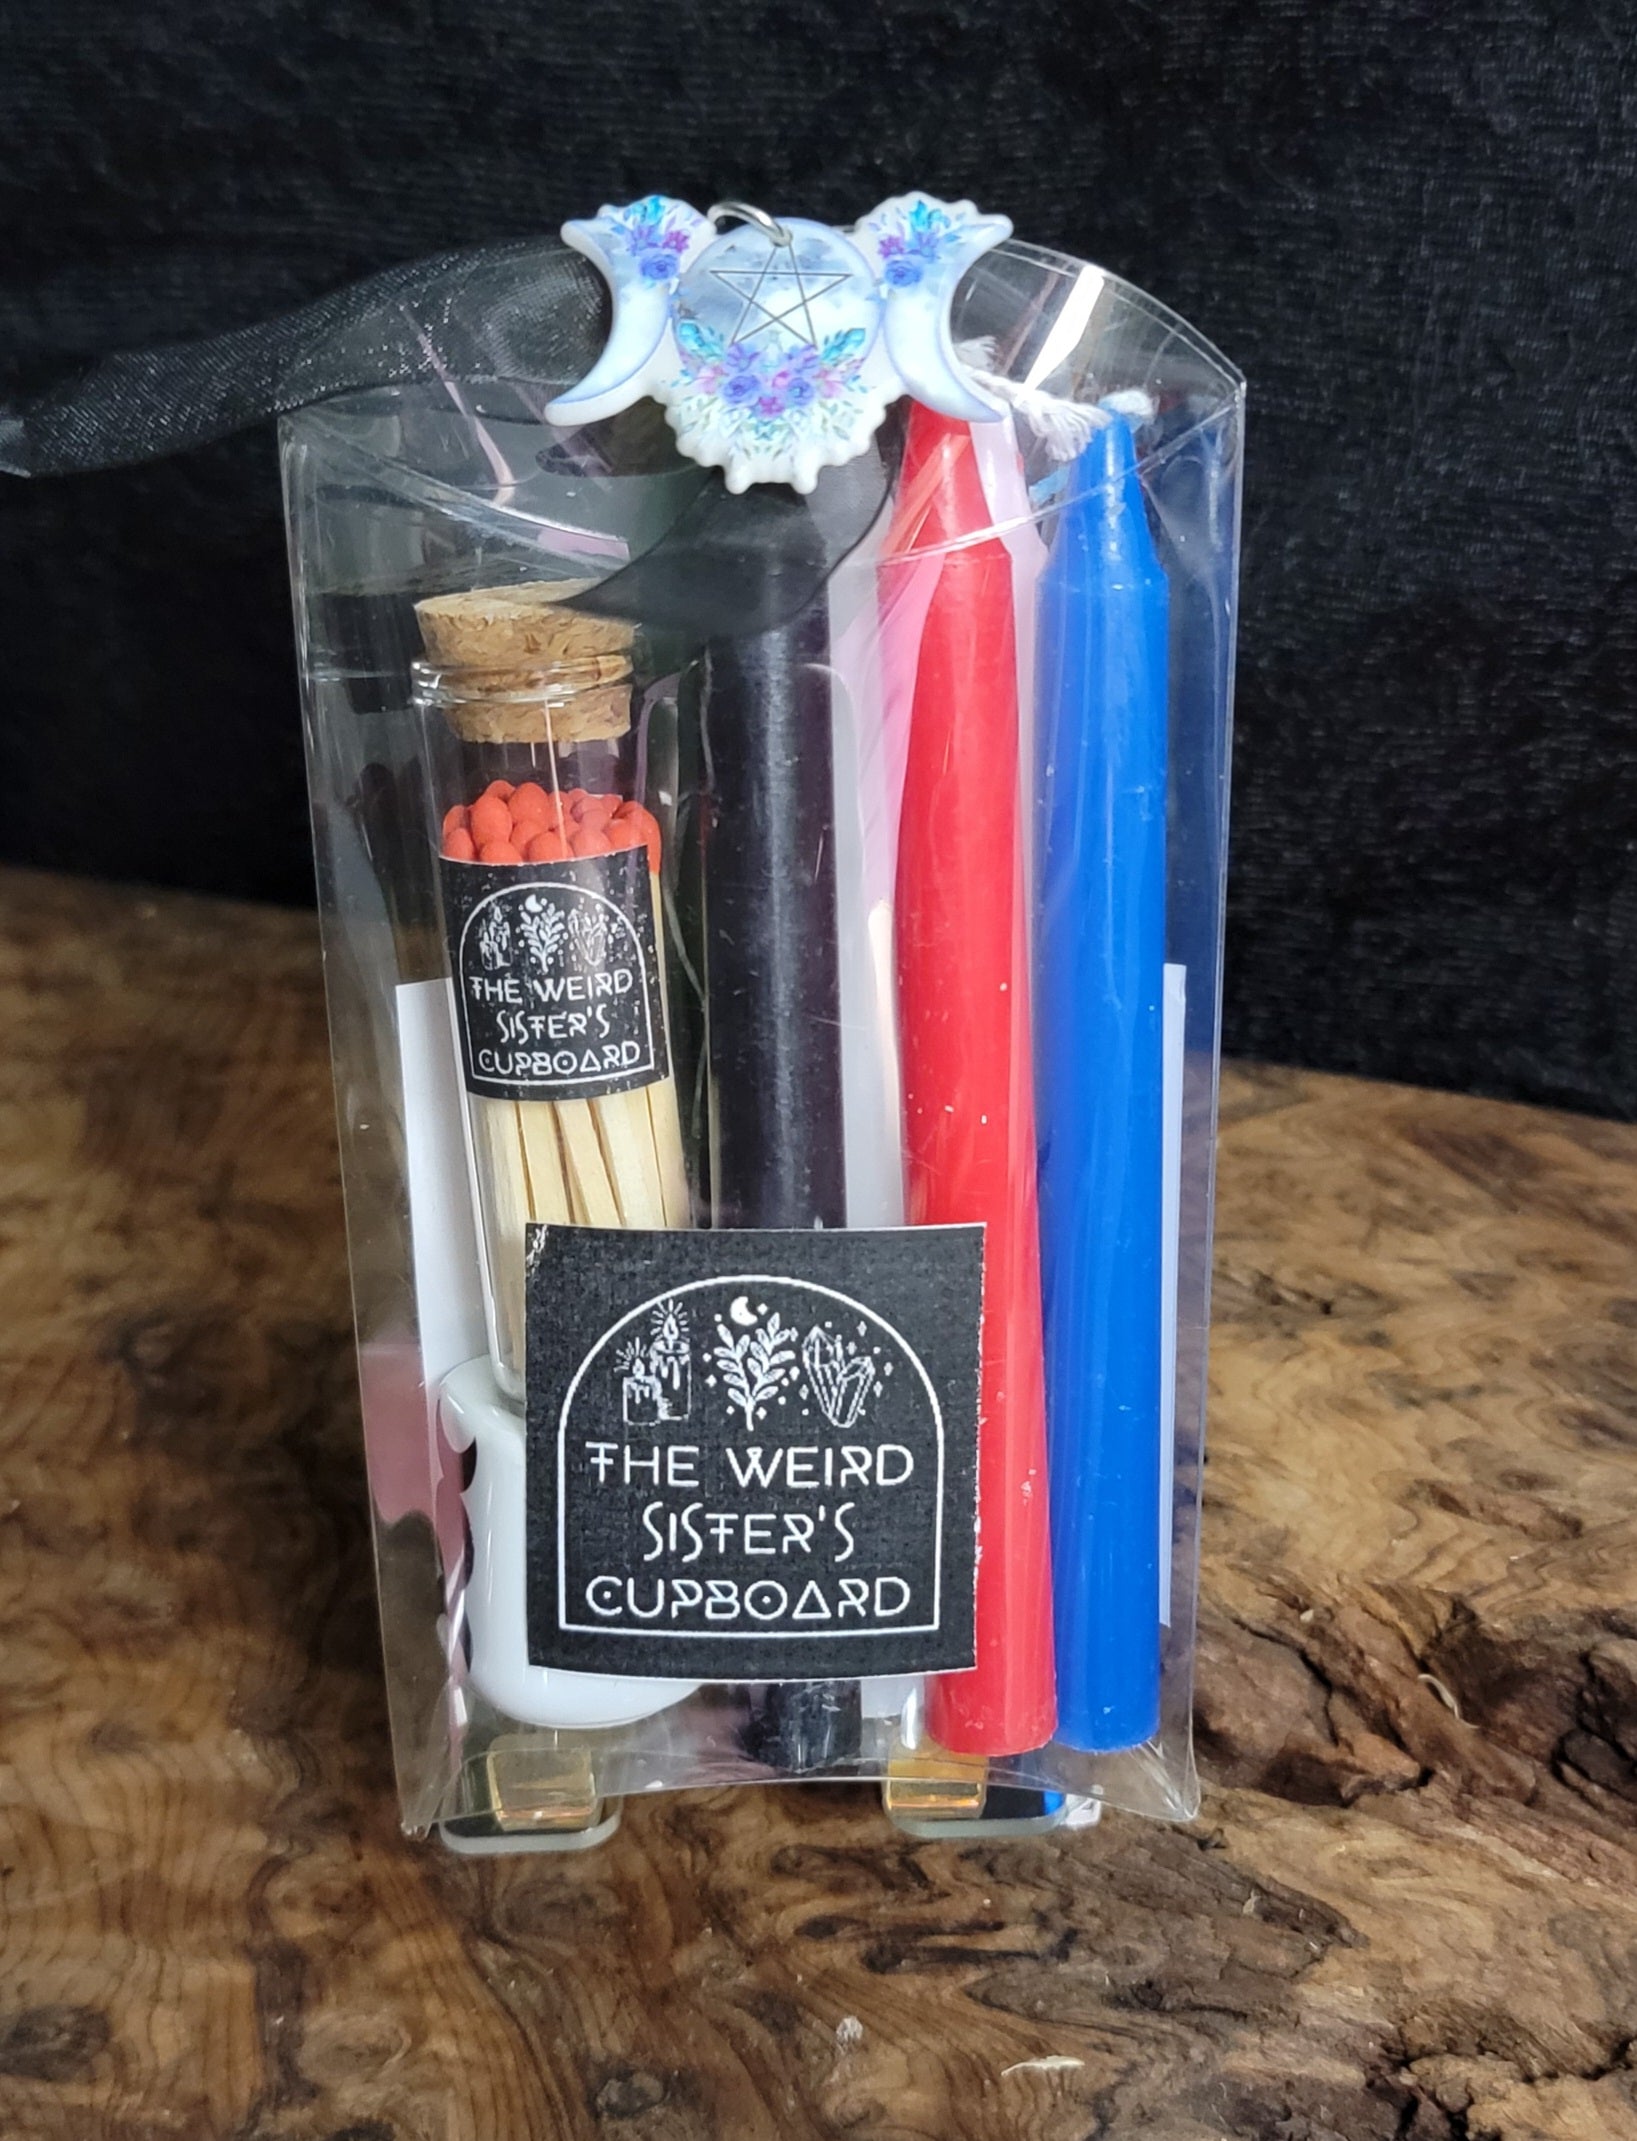 THE WEIRD
SISTER'S
CUPBOARD
THE WEIRD
SISTER'S
CUPBOARD